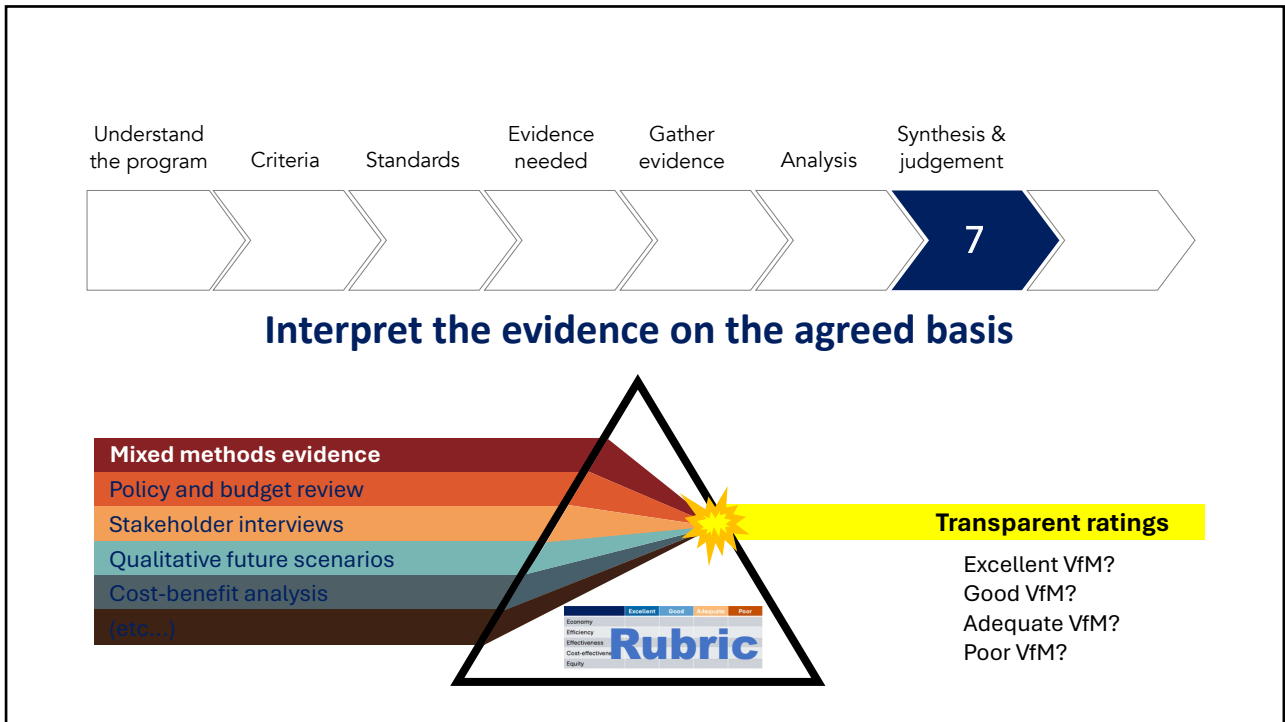 Understand
the program
Criteria
Standards
Evidence
needed
Gather
evidence
Analysis
Synthesis &
judgement
7
Interpret the evidence on the agreed basis
Mixed methods evidence
Policy and budget review
Stakeholder interviews
Qualitative future scenarios
Cost-benefit analysis
(etc...)
Transparent ratings
Excellent VfM?
Good VfM?
Adequate VfM?
Poor VfM?
Excellent Good Adequate Poor
Economy
Efficiency
Effectiveness
Cost-effectivene
Equity
Rubric